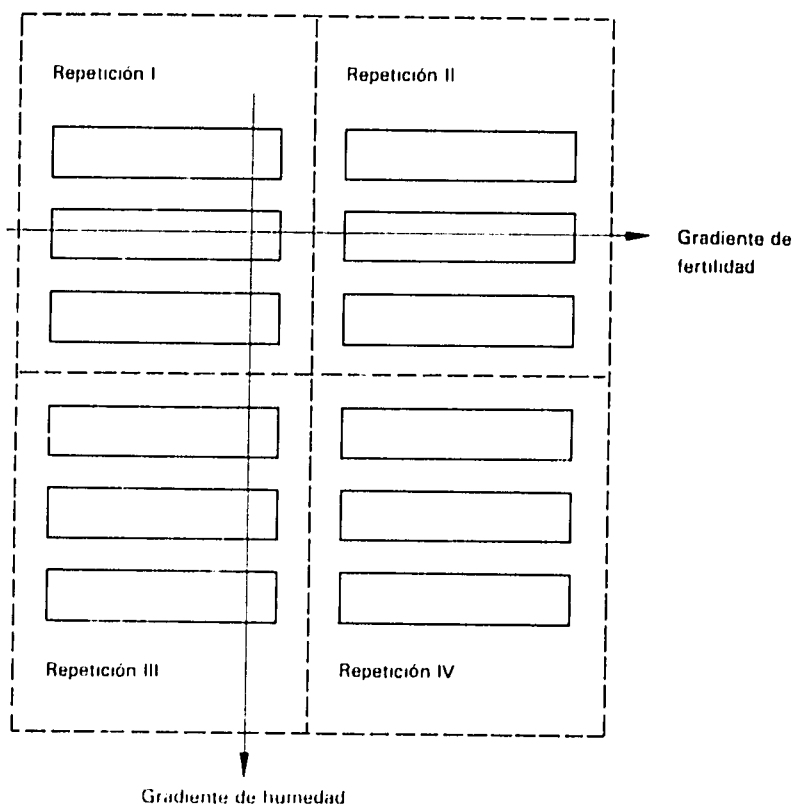 Repetición I
Repetición II
Gradiente de
fertilidad
Repetición III
Repetición IV
Gradiente de humedad